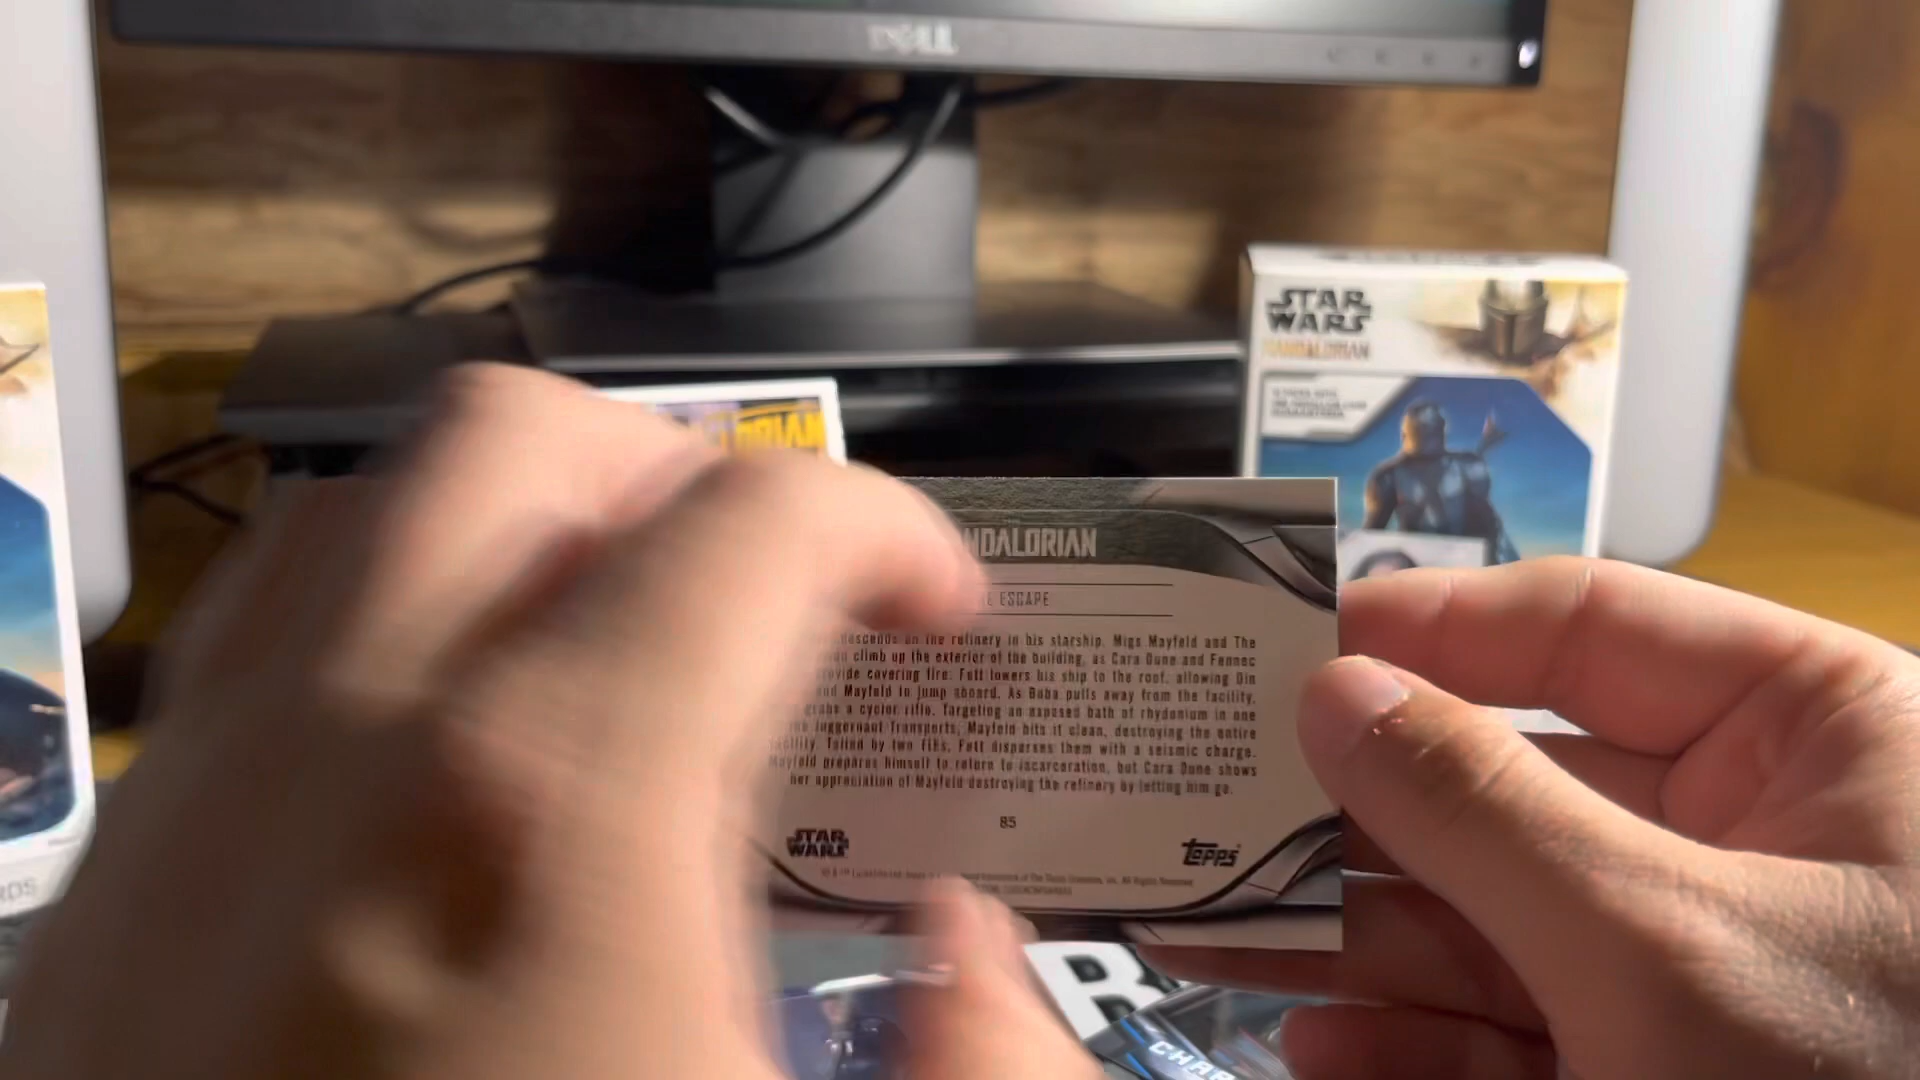 DELL
STAR
WARS
MANDALORIAN
NDALORIAN
ESCAPE
descends on the refinery in his starship. Migs Mayfeld and The
climb up the exterior of the building, as Cara Dune and Fennec
covering fire. Fett lowers his ship to the roof, allowing Din
Mayfeld to jump aboard. As Boba pulls away from the facility,
grabs a cycler rifle. Targeting an exposed bath of rhydonium in one
Juggernaut Transports, Mayfeld hits it clean, destroying the entire
Tailed by two TIEs, Fett disperses them with a seismic charge.
Mayfeld prepares himself to return to incarceration, but Cara Dune shows
her appreciation of Mayfeld destroying the refinery by letting him go.
85
STAR
WARS
topps
RDS
R
CHAR